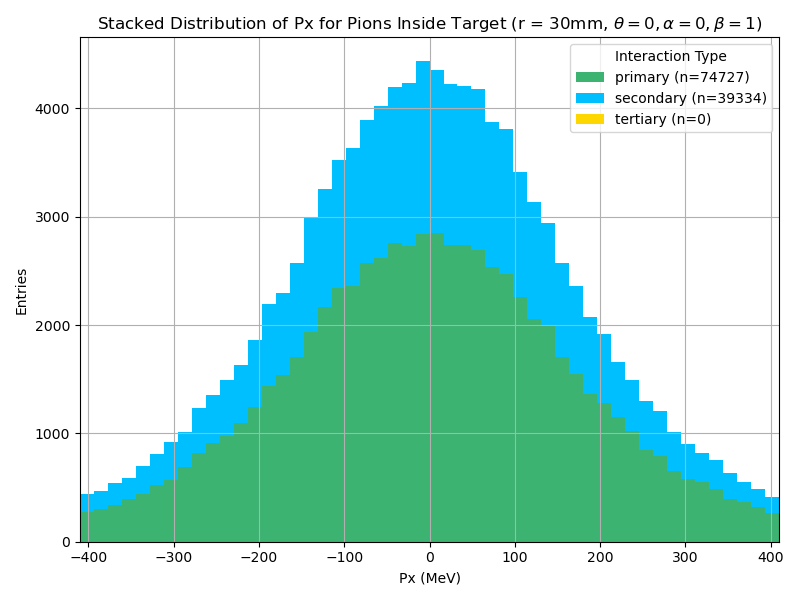 Stacked Distribution of Px for Pions Inside Target (r = 30mm, θ = 0, α = 0, β = 1)
Interaction Type
primary (n=74727)
secondary (n=39334)
tertiary (n=0)
4000
3000
2000
1000
0
Entries
−400 −300 −200 −100 0 100 200 300 400
Px (MeV)